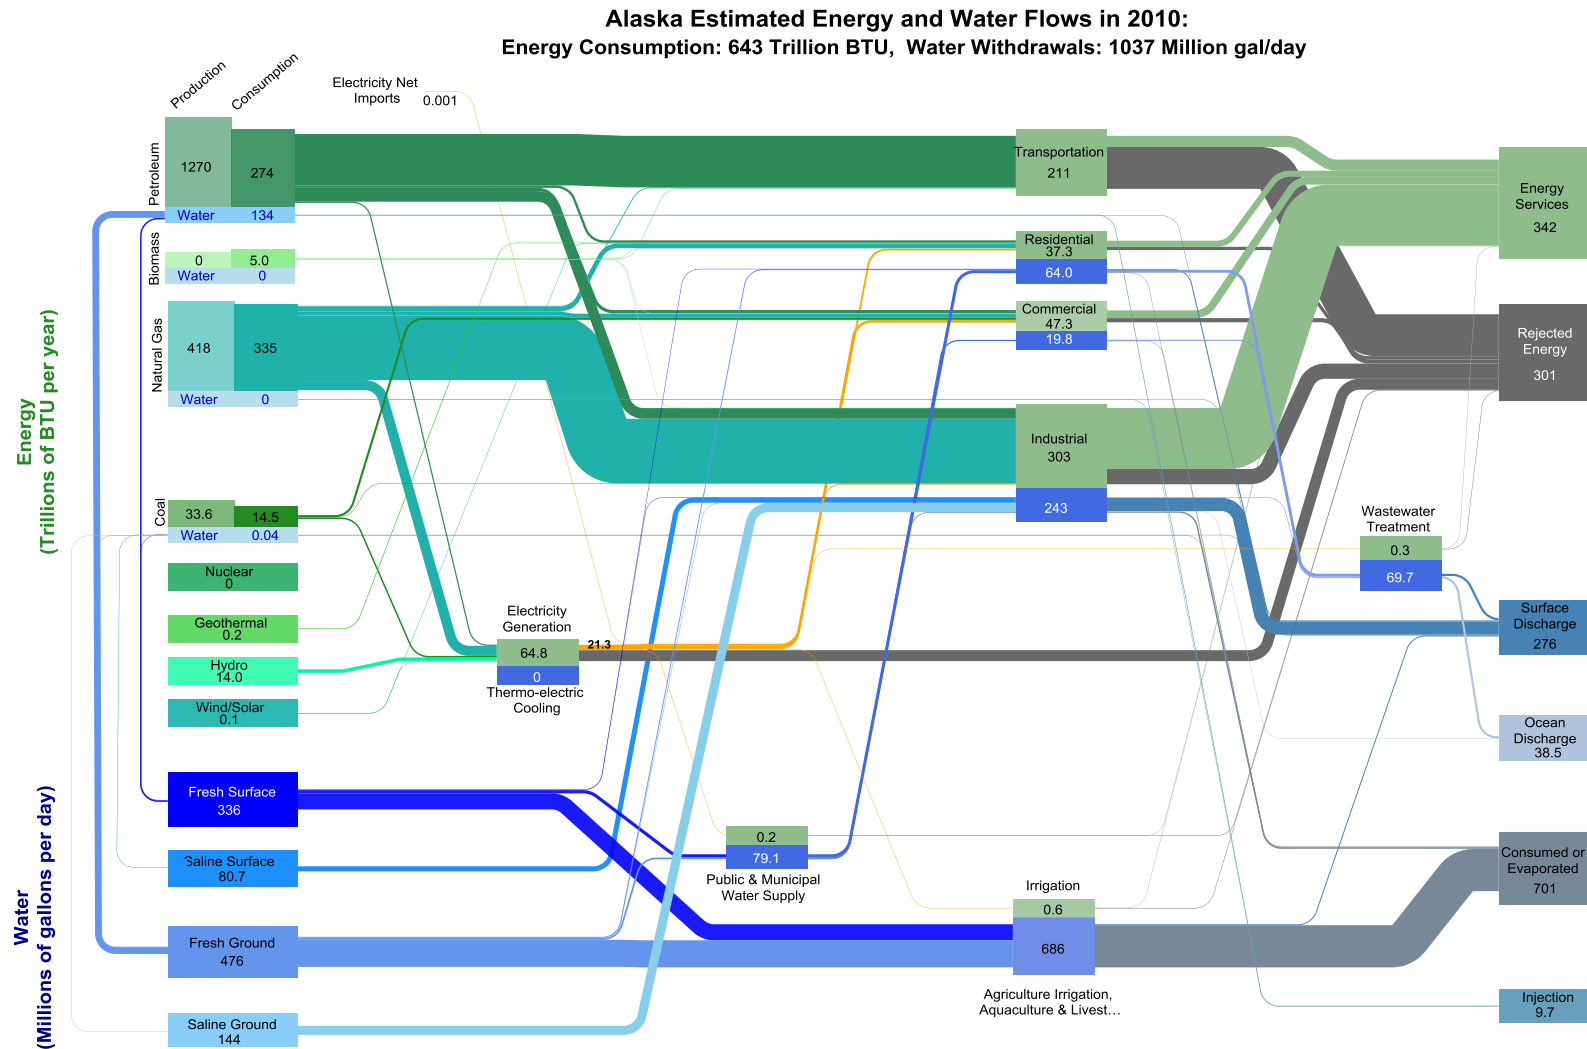 Alaska Estimated Energy and Water Flows in 2010:
Energy Consumption: 643 Trillion BTU,  Water Withdrawals: 1037 Million gal/day
Production
Consumption
Electricity Net
Imports
0.001
Energy
(Trillions of BTU per year)
Water
(Millions of gallons per day)
Petroleum
1270
274
Water
134
Biomass
0
5.0
Water
0
Natural Gas
418
335
Water
0
Coal
33.6
14.5
Water
0.04
Nuclear
0
Geothermal
0.2
Hydro
14.0
Wind/Solar
0.1
Fresh Surface
336
Saline Surface
80.7
Fresh Ground
476
Saline Ground
144
Electricity
Generation
64.8
21.3
0
Thermo-electric
Cooling
0.2
79.1
Public & Municipal
Water Supply
Transportation
211
Residential
37.3
64.0
Commercial
47.3
19.8
Industrial
303
243
Irrigation
0.6
686
Agriculture Irrigation,
Aquaculture & Livest…
Wastewater
Treatment
0.3
69.7
Energy
Services
342
Rejected
Energy
301
Surface
Discharge
276
Ocean
Discharge
38.5
Consumed or
Evaporated
701
Injection
9.7